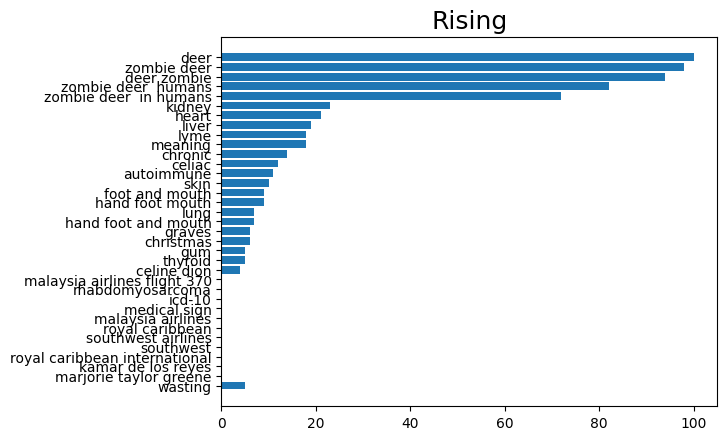 Rising
deer
zombie deer
deer zombie
zombie deer  humans
zombie deer  in humans
kidney
heart
liver
lyme
meaning
chronic
celiac
autoimmune
skin
foot and mouth
hand foot mouth
lung
hand foot and mouth
graves
christmas
gum
thyroid
celine dion
malaysia airlines flight 370
rhabdomyosarcoma
icd-10
medical sign
malaysia airlines
royal caribbean
southwest airlines
southwest
royal caribbean international
kamar de los reyes
marjorie taylor greene
wasting
0 20 40 60 80 100